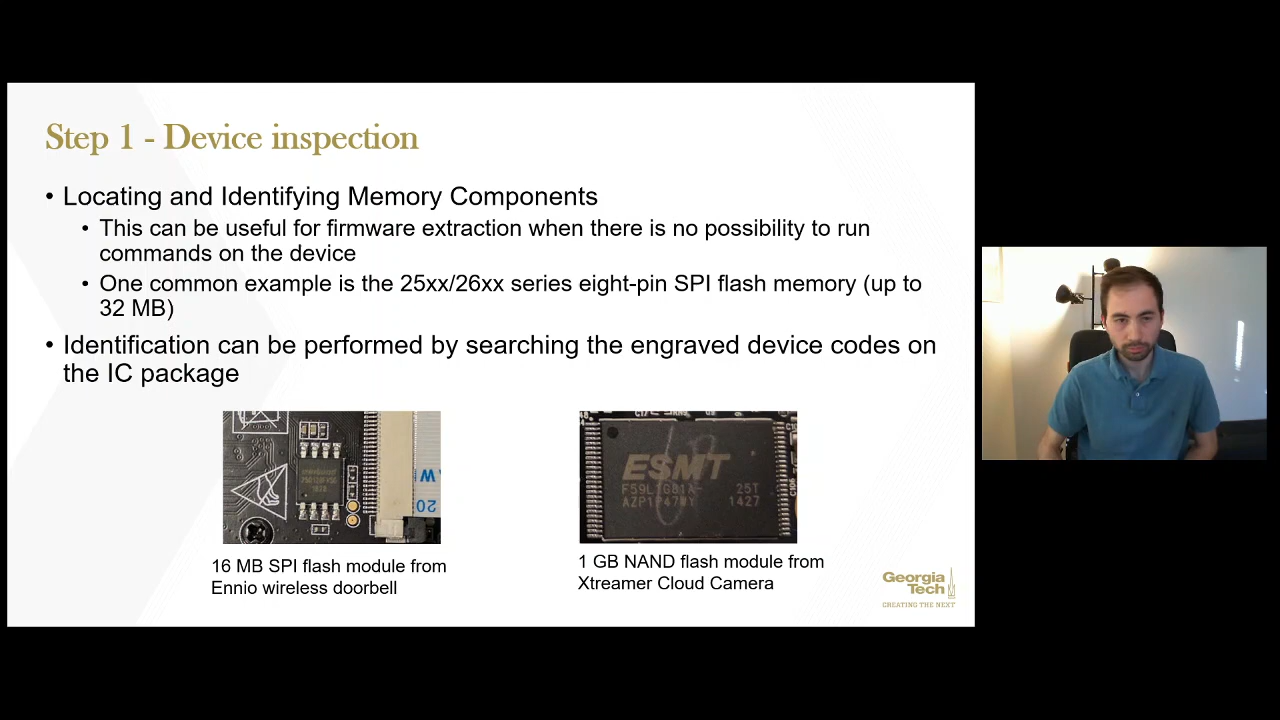 Step 1 - Device inspection
• Locating and Identifying Memory Components
• This can be useful for firmware extraction when there is no possibility to run
commands on the device
• One common example is the 25xx/26xx series eight-pin SPI flash memory (up to
32 MB)
• Identification can be performed by searching the engraved device codes on
the IC package
W
20
ESMT
25T
1427
16 MB SPI flash module from
Ennio wireless doorbell
1 GB NAND flash module from
Xtreamer Cloud Camera
Georgia
Tech
CREATING THE NEXT